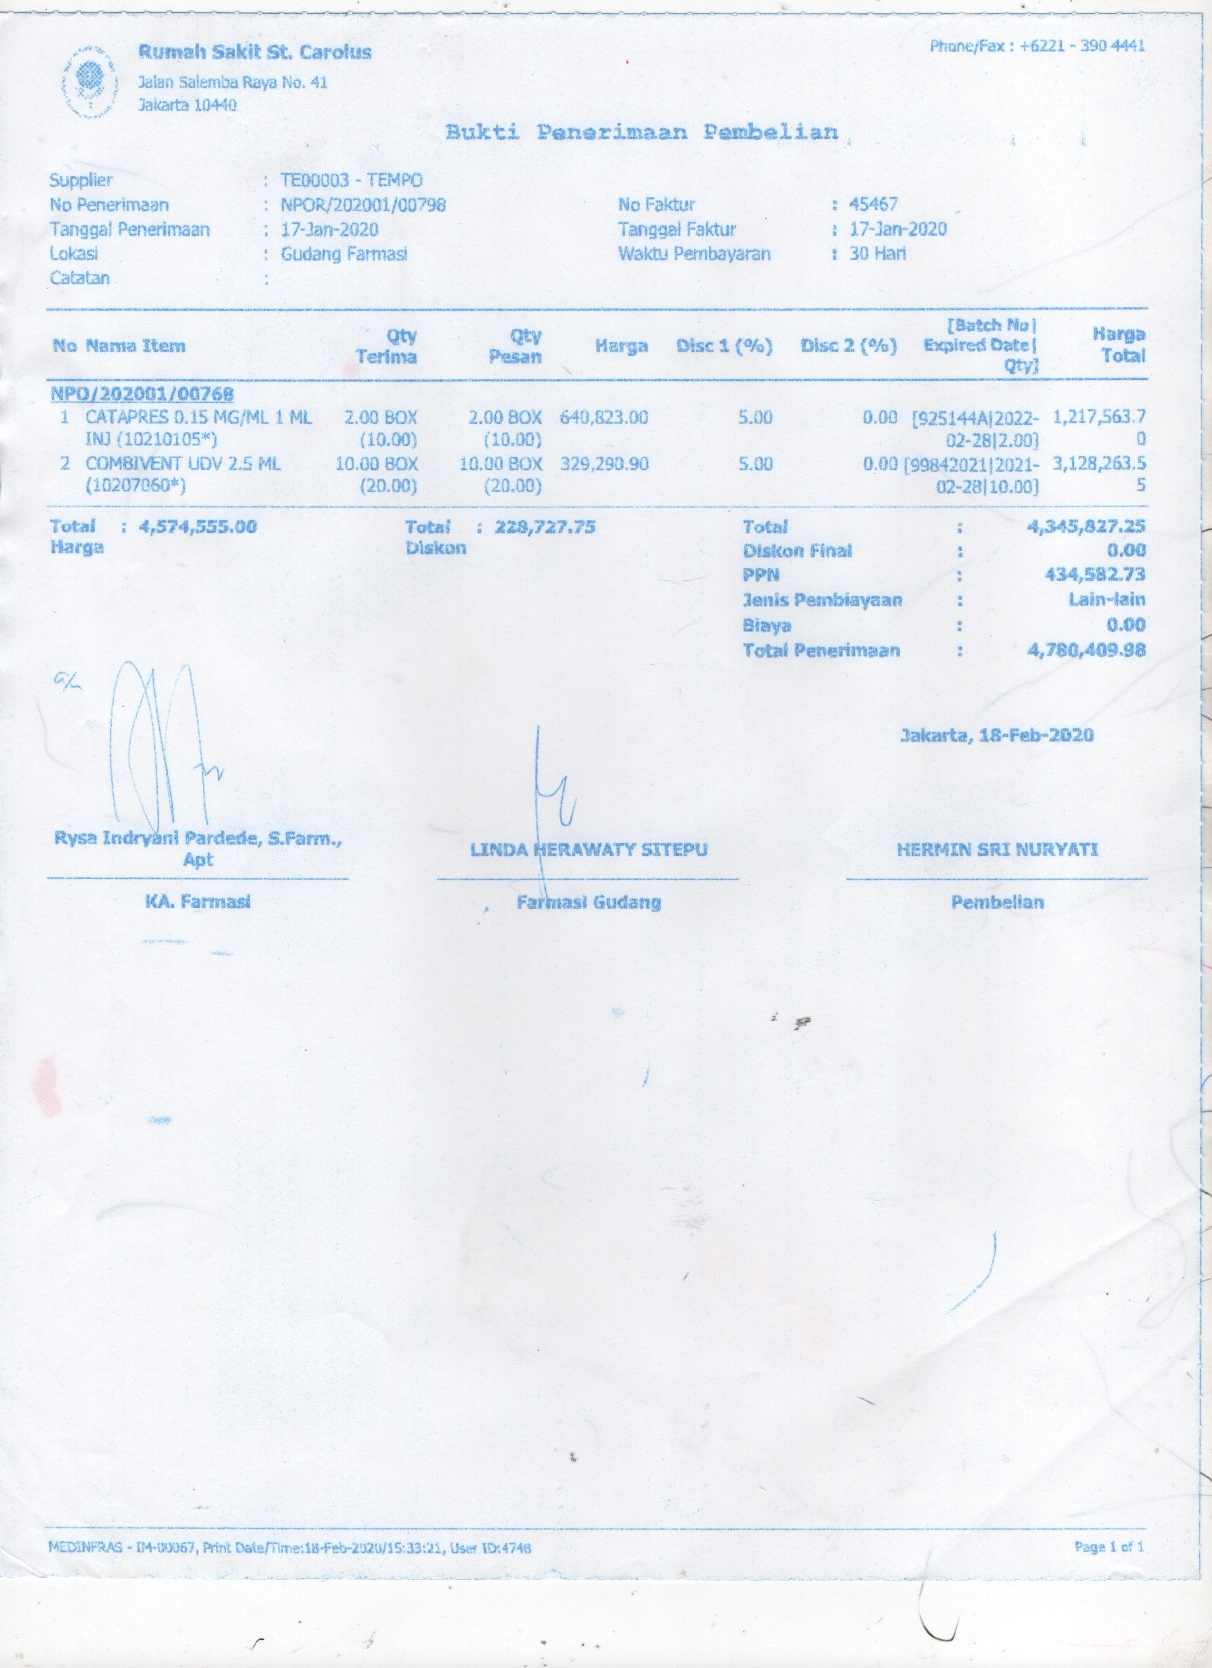 Rumah Sakit St. Carolus
Phone/Fax : +6221 - 390 4441
Jalan Salemba Raya No. 41
Jakarta 10440
Bukti Penerimaan Pembelian
Supplier : TE00003 - TEMPO
No Penerimaan : NPOR/202001/00798 No Faktur : 45467
Tanggal Penerimaan : 17-Jan-2020 Tanggal Faktur : 17-Jan-2020
Lokasi : Gudang Farmasi Waktu Pembayaran : 30 Hari
Catatan :
No Nama Item Qty Terima Qty Pesan Harga Disc 1 (%) Disc 2 (%) [Batch No| Expired Date| Qty] Harga Total
NPO/202001/00768
1 CATAPRES 0.15 MG/ML 1 ML 2.00 BOX 2.00 BOX 640,823.00 5.00 0.00 [925144A|2022- 1,217,563.7
INJ (10210105*) (10.00) (10.00) 02-28|2.00] 0
2 COMBIVENT UDV 2.5 ML 10.00 BOX 10.00 BOX 329,290.90 5.00 0.00 [99842021|2021- 3,128,263.5
(10207060*) (20.00) (20.00) 02-28|10.00] 5
Total Harga : 4,574,555.00 Total Diskon : 228,727.75 Total : 4,345,827.25
Diskon Final : 0.00
PPN : 434,582.73
Jenis Pembiayaan : Lain-lain
Biaya : 0.00
Total Penerimaan : 4,780,409.98
Jakarta, 18-Feb-2020
Rysa Indryani Pardede, S.Farm., Apt
LINDA HERAWATY SITEPU
HERMIN SRI NURYATI
KA. Farmasi
Farmasi Gudang
Pembelian
MEDINFRAS - IM-00067, Print Date/Time:18-Feb-2020/15:33:21, User ID:4748
Page 1 of 1